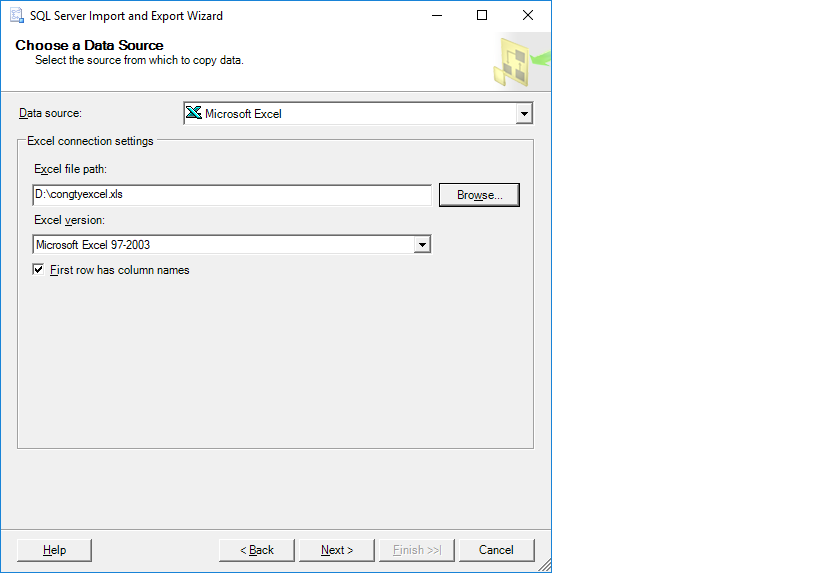 SQL Server Import and Export Wizard
Choose a Data Source
Select the source from which to copy data.
Data source:
Microsoft Excel
Excel connection settings
Excel file path:
D:\congtyexcel.xls
Browse...
Excel version:
Microsoft Excel 97-2003
First row has column names
Help
< Back
Next >
Finish >>|
Cancel